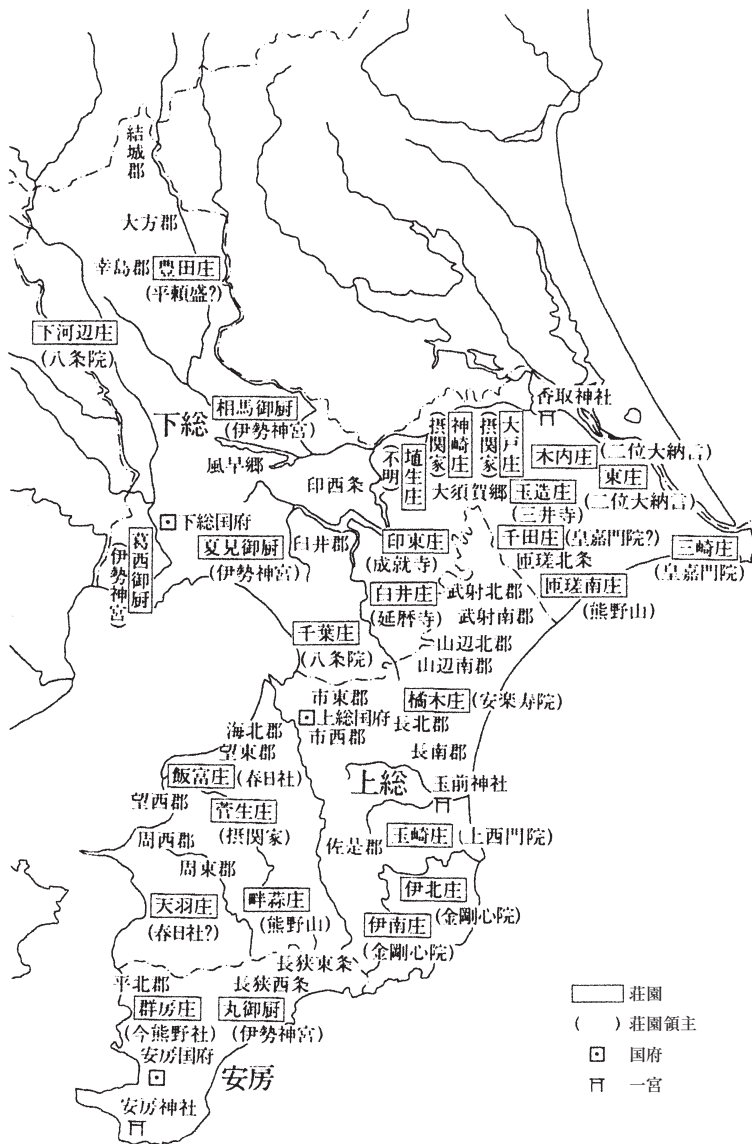 結城郡
大方郡
幸島郡 豊田庄
(平頼盛?)
下河辺庄
(八条院)
相馬御厨
(伊勢神宮)
下総
風早郷
印西条
香取神社
不明
埴生庄
摂関家
神崎庄
摂関家
大戸庄
木内庄 (二位大納言)
東庄
(二位大納言)
大須賀郷 玉造庄
(三井寺)
下総国府
葛西御厨
(伊勢神宮)
夏見御厨
(伊勢神宮)
臼井郡
印東庄
(成就寺)
千田庄 (皇嘉門院?)
匝瑳北条
三崎庄
(皇嘉門院)
匝瑳南庄
(熊野山)
臼井庄
(延暦寺)
武射北郡
武射南郡
千葉庄
(八条院)
山辺北郡
山辺南郡
市東郡
上総国府
市西郡
橘木庄 (安楽寿院)
長北郡
長南郡
海北郡
望東郡
飯富庄 (春日社)
望西郡
菅生庄
(摂関家)
上総
玉前神社
周西郡
周東郡
佐是郡
玉崎庄 (上西門院)
天羽庄
(春日社?)
畔蒜庄
(熊野山)
伊北庄
(金剛心院)
伊南庄
(金剛心院)
長狭東条
平北郡
長狭西条
群房庄
(今熊野社)
丸御厨
(伊勢神宮)
安房国府
安房
安房神社
荘園
( ) 荘園領主
国府
一宮